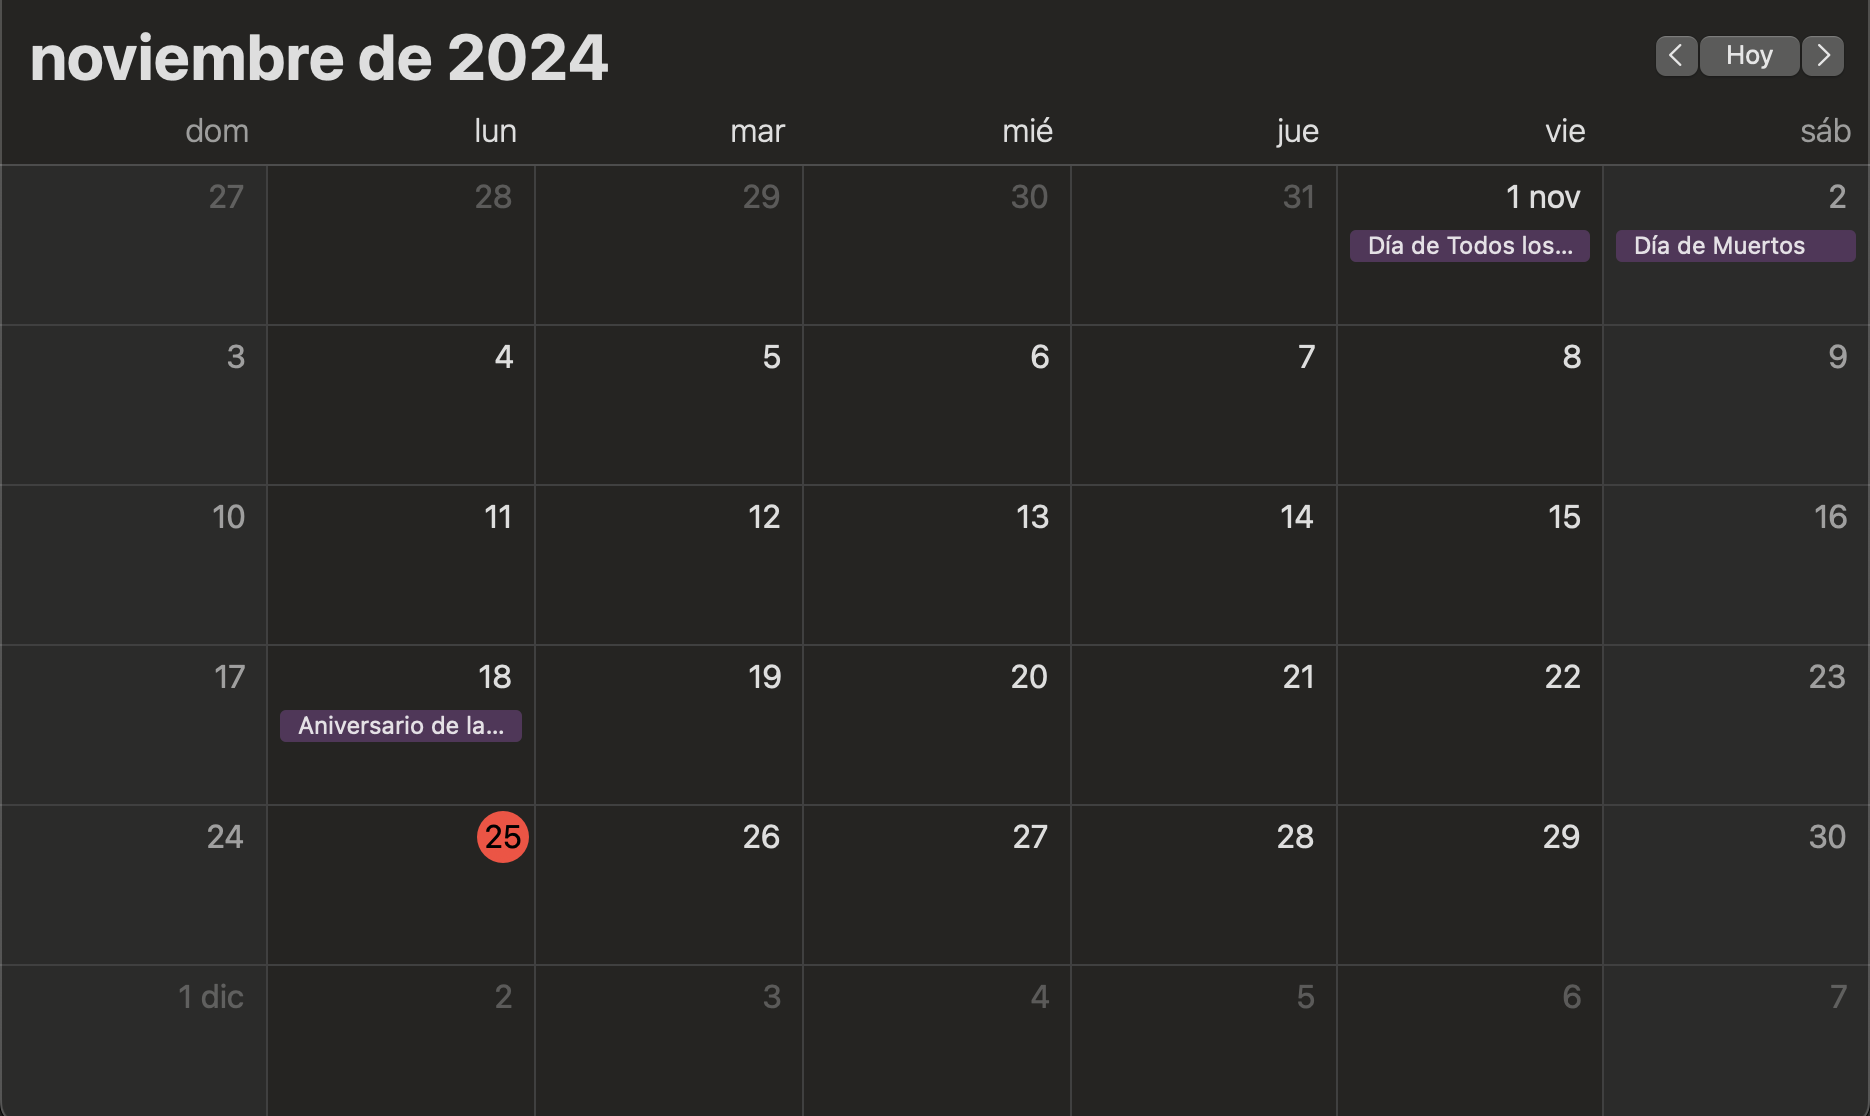 noviembre de 2024
Hoy
dom lun mar mié jue vie sáb
27 28 29 30 31 1 nov 2
Día de Todos los... Día de Muertos
3 4 5 6 7 8 9
10 11 12 13 14 15 16
17 18 19 20 21 22 23
Aniversario de la...
24 25 26 27 28 29 30
1 dic 2 3 4 5 6 7